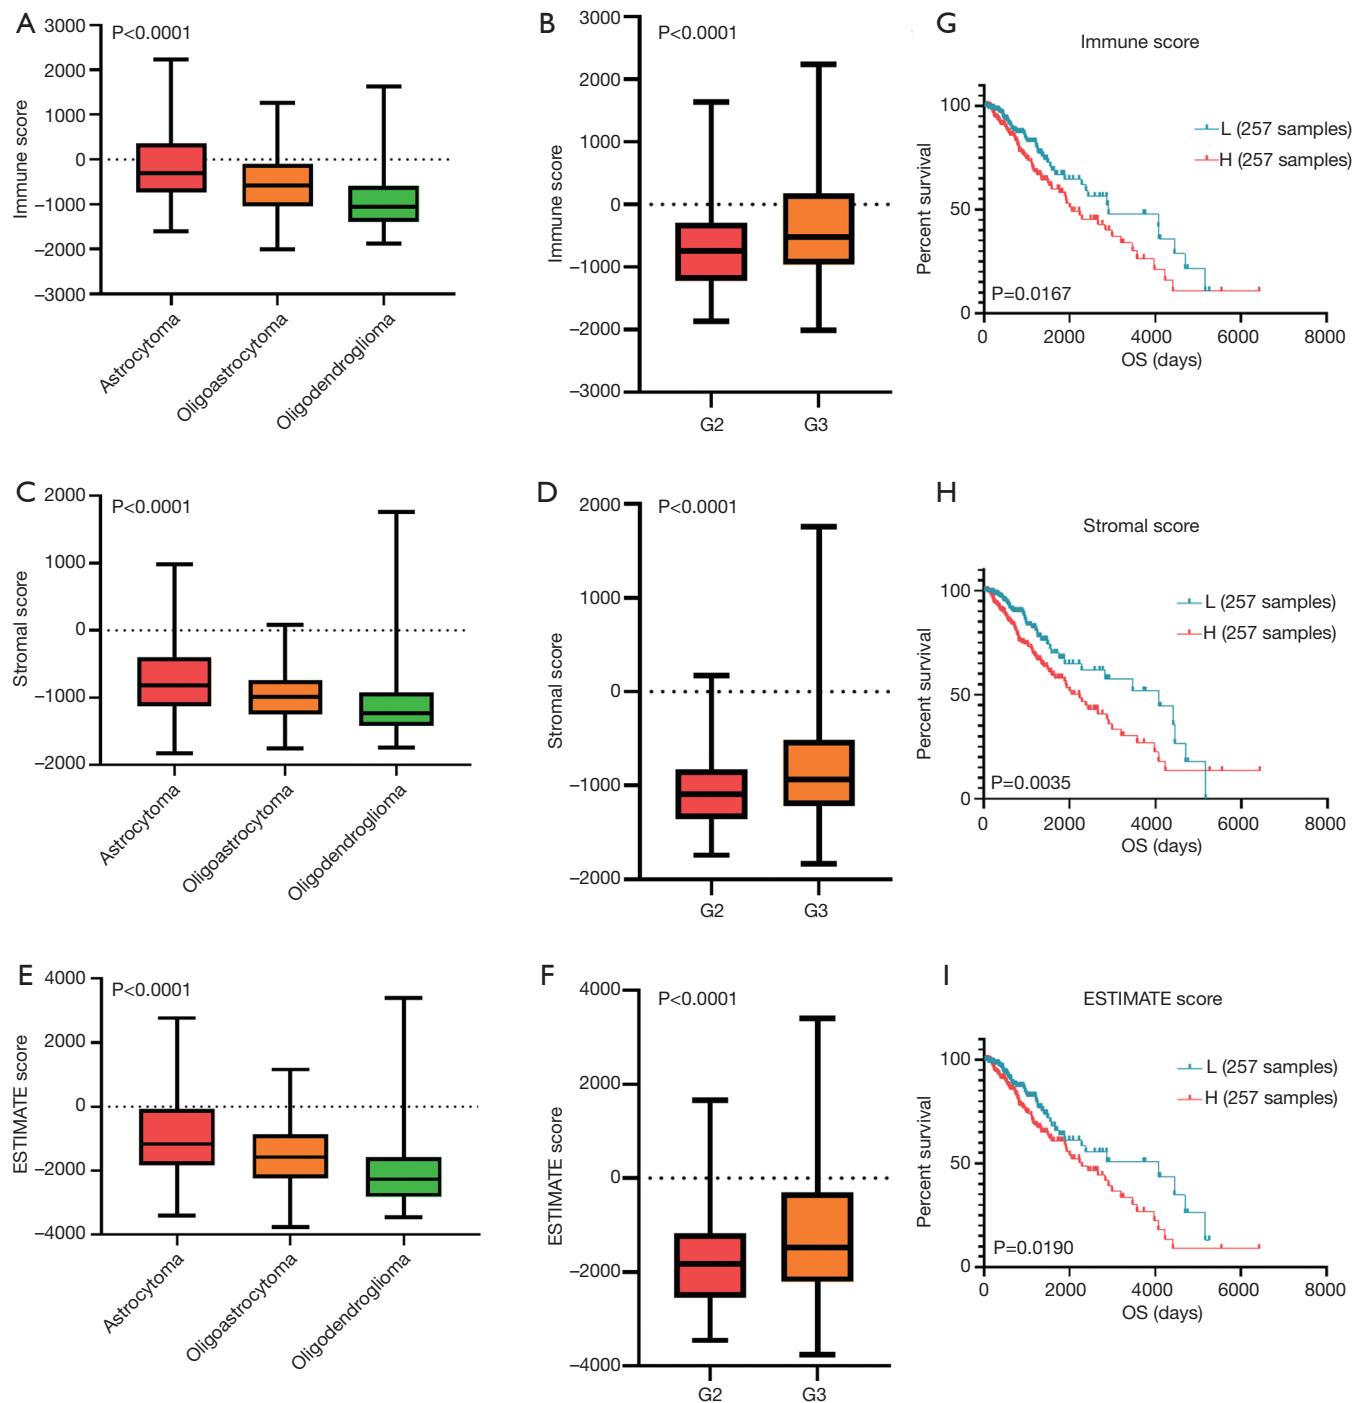 A
P<0.0001
Immune score
3000
2000
1000
0
–1000
–2000
–3000
Astrocytoma
Oligoastrocytoma
Oligodendroglioma
B
P<0.0001
Immune score
3000
2000
1000
0
–1000
–2000
–3000
G2
G3
G
Immune score
Percent survival
100
50
0
L (257 samples)
H (257 samples)
P=0.0167
0
2000
4000
6000
8000
OS (days)
C
P<0.0001
Stromal score
2000
1000
0
–1000
–2000
Astrocytoma
Oligoastrocytoma
Oligodendroglioma
D
P<0.0001
Stromal score
2000
1000
0
–1000
–2000
G2
G3
H
Stromal score
Percent survival
100
50
0
L (257 samples)
H (257 samples)
P=0.0035
0
2000
4000
6000
8000
OS (days)
E
P<0.0001
ESTIMATE score
4000
2000
0
–2000
–4000
Astrocytoma
Oligoastrocytoma
Oligodendroglioma
F
P<0.0001
ESTIMATE score
4000
2000
0
–2000
–4000
G2
G3
I
ESTIMATE score
Percent survival
100
50
0
L (257 samples)
H (257 samples)
P=0.0190
0
2000
4000
6000
8000
OS (days)